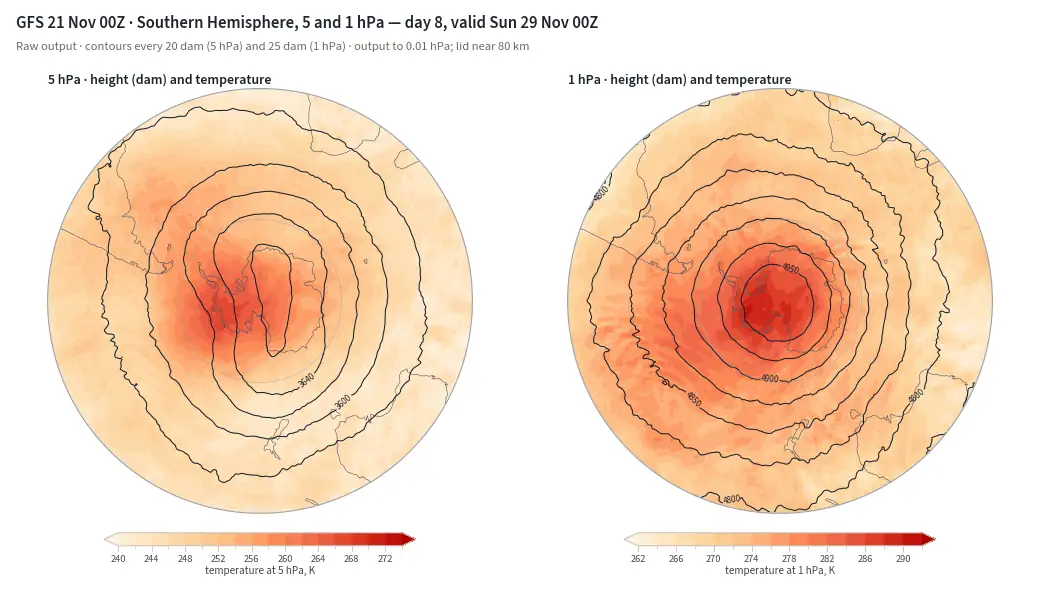 GFS 21 Nov 00Z · Southern Hemisphere, 5 and 1 hPa — day 8, valid Sun 29 Nov 00Z
Raw output · contours every 20 dam (5 hPa) and 25 dam (1 hPa) · output to 0.01 hPa; lid near 80 km
5 hPa · height (dam) and temperature
3640
3600
240 244 248 252 256 260 264 268 272
temperature at 5 hPa, K
1 hPa · height (dam) and temperature
4800
4950
4900
4850
4800
4800
262 266 270 274 278 282 286 290
temperature at 1 hPa, K